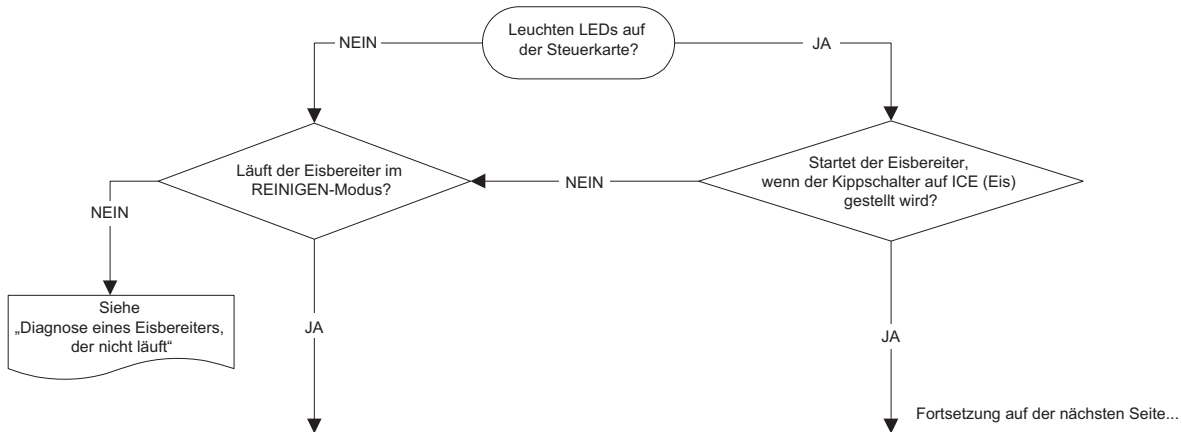 Leuchten LEDs auf
der Steuerkarte?
NEIN
JA
Läuft der Eisbereiter im
REINIGEN-Modus?
NEIN
Startet der Eisbereiter,
wenn der Kippschalter auf ICE (Eis)
gestellt wird?
NEIN
Siehe
„Diagnose eines Eisbereiters,
der nicht läuft“
JA
JA
Fortsetzung auf der nächsten Seite...